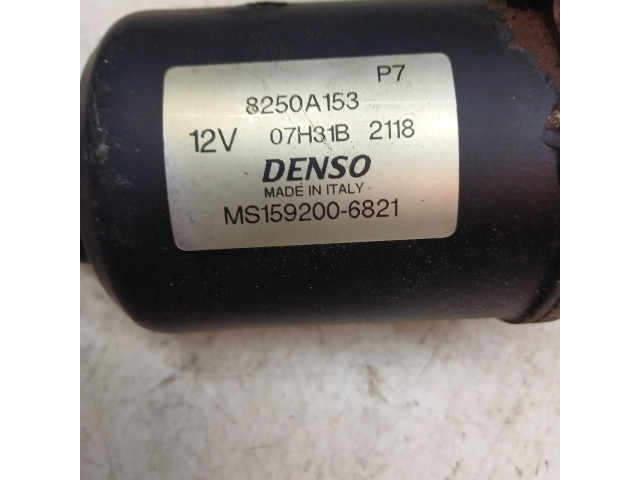 P7
8250A153
12V 07H31B 2118
DENSO
MADE IN ITALY
MS159200-6821